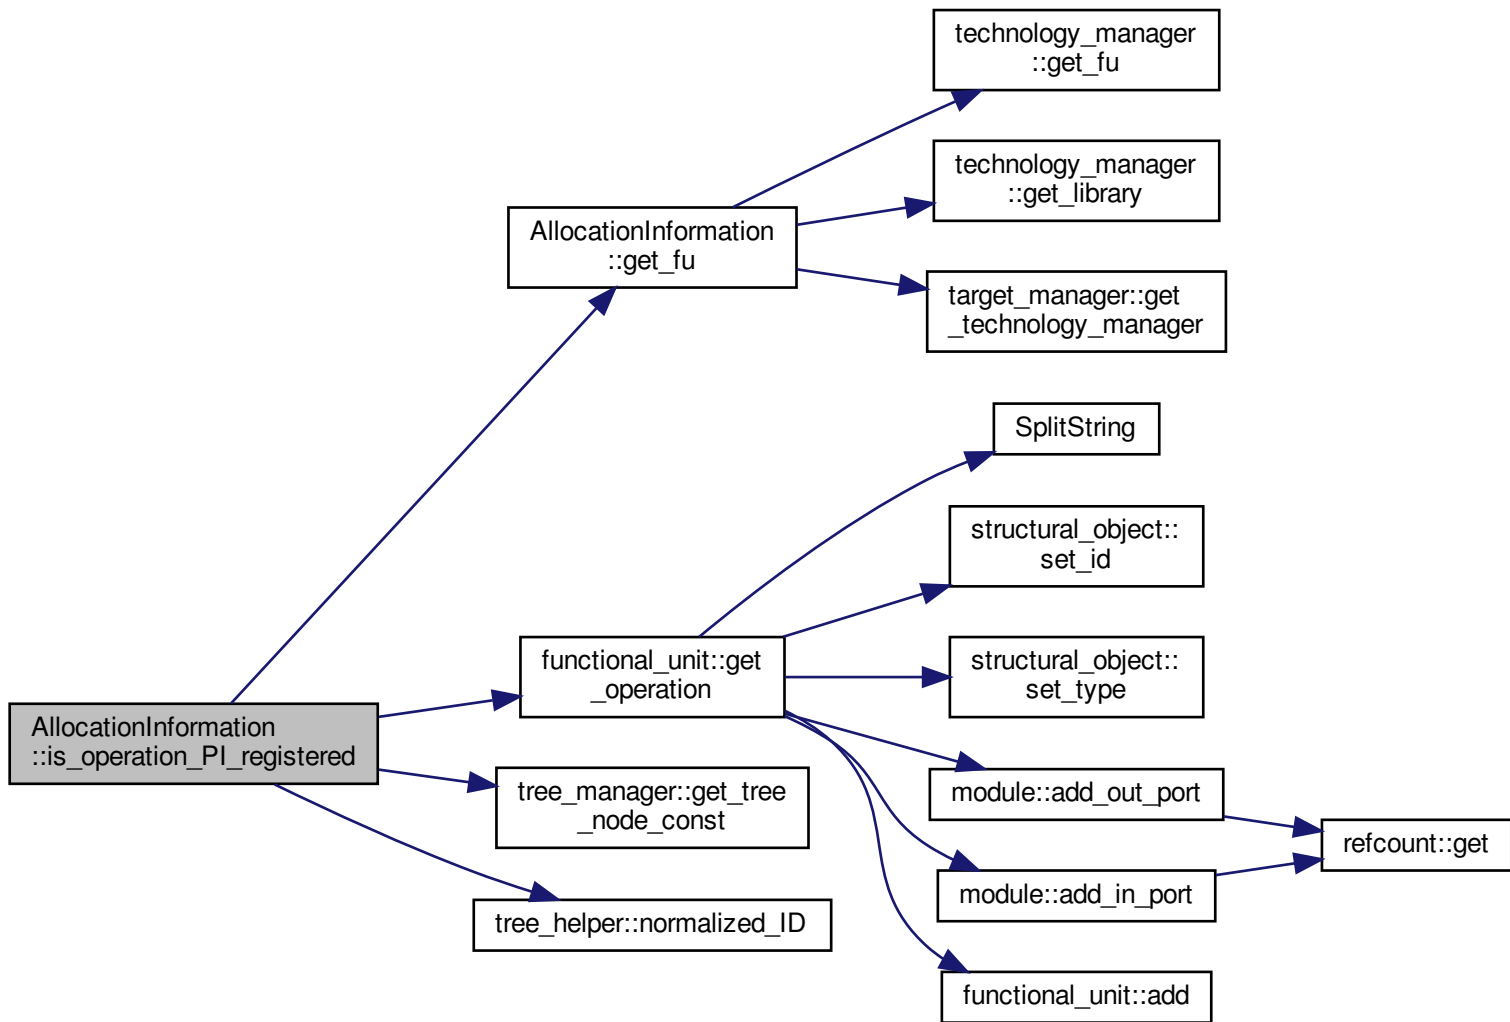 technology_manager
::get_fu
technology_manager
::get_library
AllocationInformation
::get_fu
target_manager::get
_technology_manager
SplitString
structural_object::
set_id
functional_unit::get
_operation
structural_object::
set_type
AllocationInformation
::is_operation_PI_registered
tree_manager::get_tree
_node_const
module::add_out_port
refcount::get
module::add_in_port
tree_helper::normalized_ID
functional_unit::add